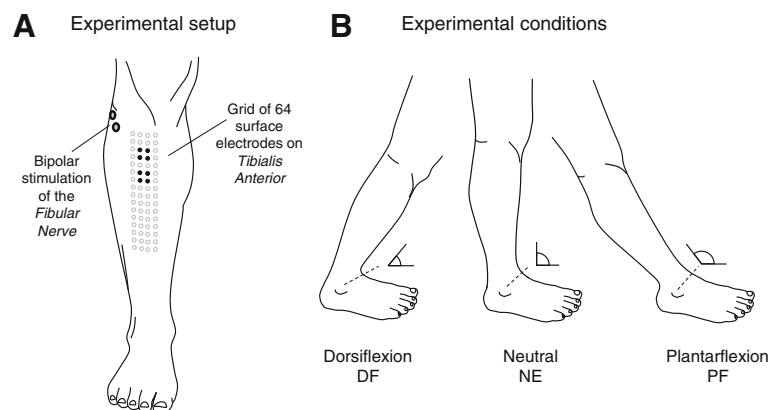 A Experimental setup
Grid of 64
surface
electrodes on
Tibialis
Anterior
Bipolar
stimulation
of the
Fibular
Nerve
B Experimental conditions
Dorsiflexion
DF
Neutral
NE
Plantarflexion
PF